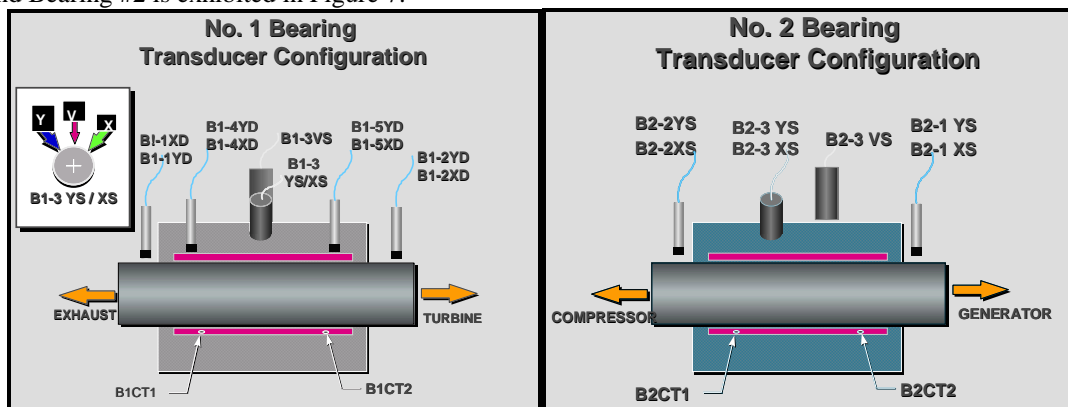 nd Bearing #2 is exhibited in Figure 7.
No. 1 Bearing
Transducer Configuration
Y
V
X
B1-3 YS / XS
BI-1XD
B1-1YD
B1-4YD
B1-4XD
B1-3VS
B1-3
YS/XS
B1-5YD
B1-5XD
B1-2YD
B1-2XD
EXHAUST
TURBINE
B1CT1
B1CT2
No. 2 Bearing
Transducer Configuration
B2-2YS
B2-2XS
B2-3 YS
B2-3 XS
B2-3 VS
B2-1 YS
B2-1 XS
COMPRESSOR
GENERATOR
B2CT1
B2CT2